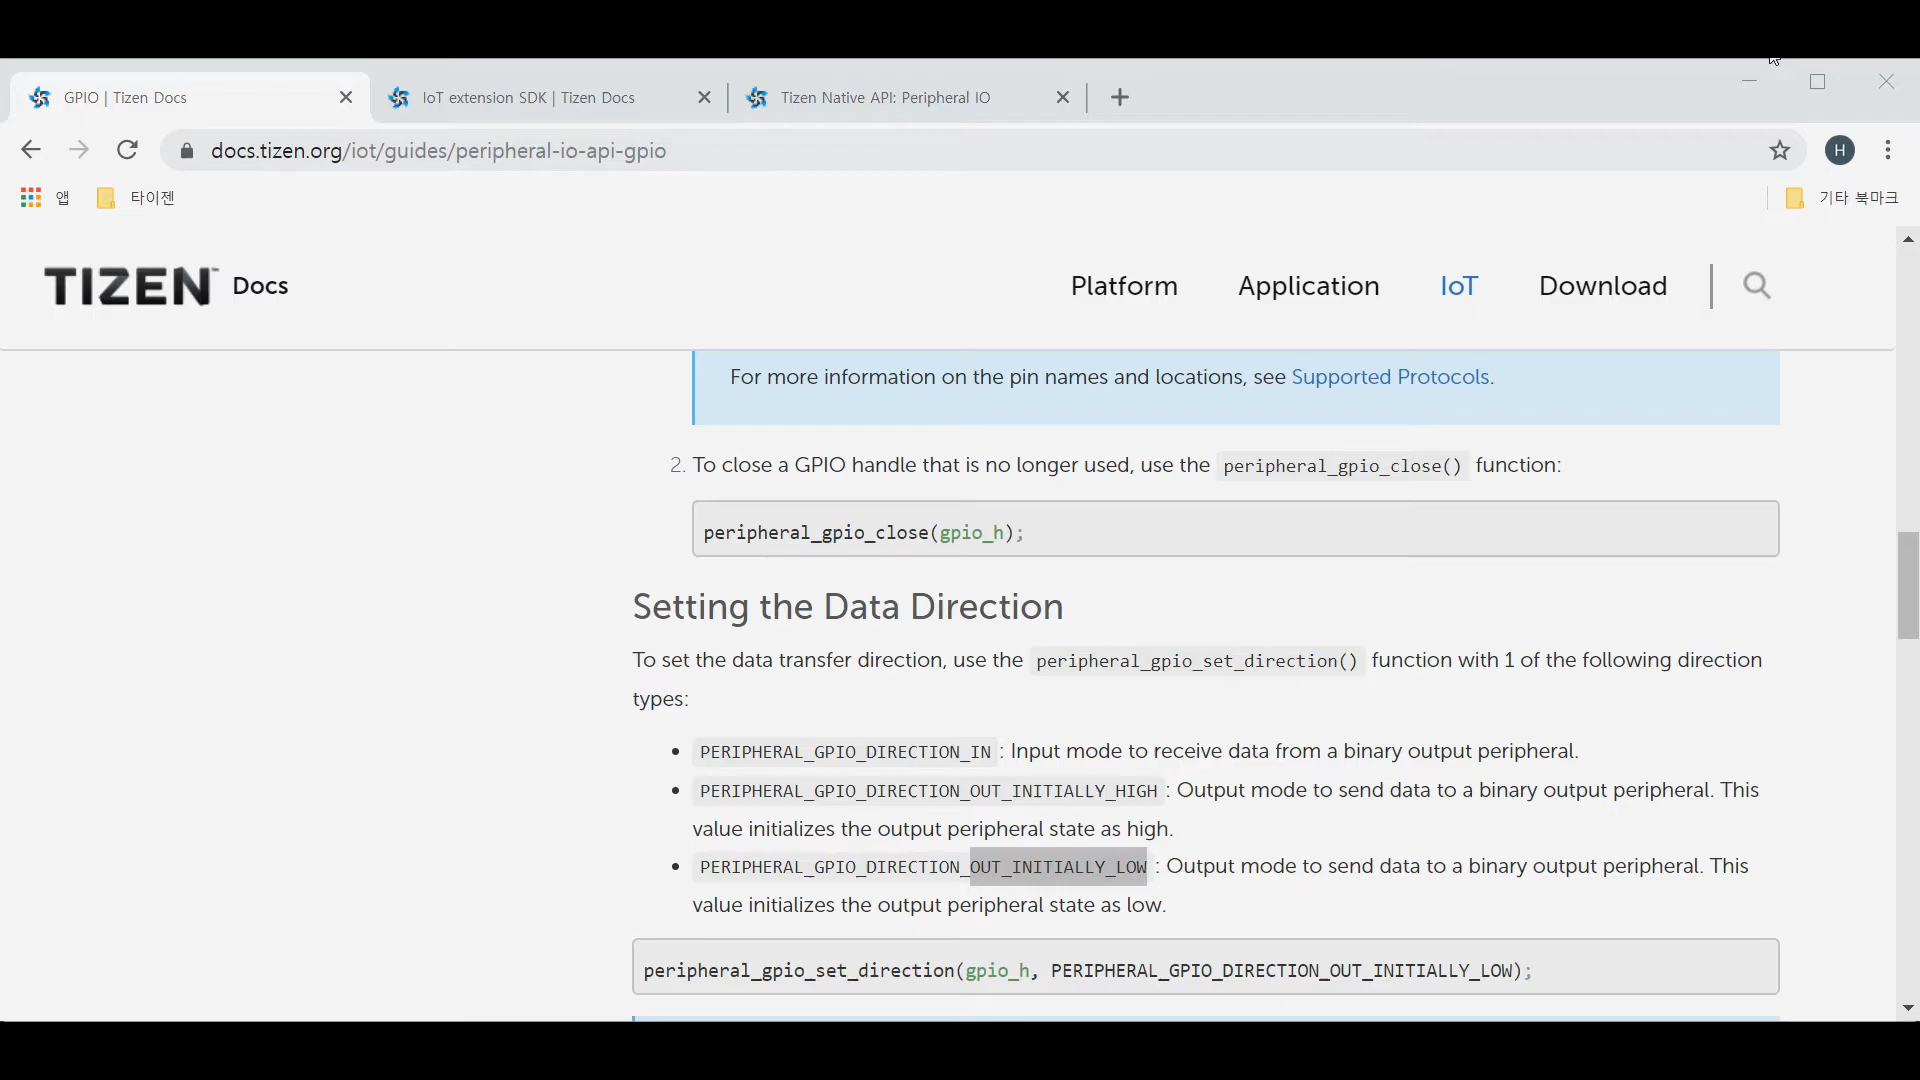 GPIO | Tizen Docs
IoT extension SDK | Tizen Docs
Tizen Native API: Peripheral IO
docs.tizen.org/iot/guides/peripheral-io-api-gpio
H
앱
타이젠
기타 북마크
TIZEN™ Docs
Platform
Application
IoT
Download
For more information on the pin names and locations, see Supported Protocols.
2. To close a GPIO handle that is no longer used, use the peripheral_gpio_close() function:
peripheral_gpio_close(gpio_h);
Setting the Data Direction
To set the data transfer direction, use the peripheral_gpio_set_direction() function with 1 of the following direction
types:
• PERIPHERAL_GPIO_DIRECTION_IN : Input mode to receive data from a binary output peripheral.
• PERIPHERAL_GPIO_DIRECTION_OUT_INITIALLY_HIGH : Output mode to send data to a binary output peripheral. This
value initializes the output peripheral state as high.
• PERIPHERAL_GPIO_DIRECTION_OUT_INITIALLY_LOW : Output mode to send data to a binary output peripheral. This
value initializes the output peripheral state as low.
peripheral_gpio_set_direction(gpio_h, PERIPHERAL_GPIO_DIRECTION_OUT_INITIALLY_LOW);